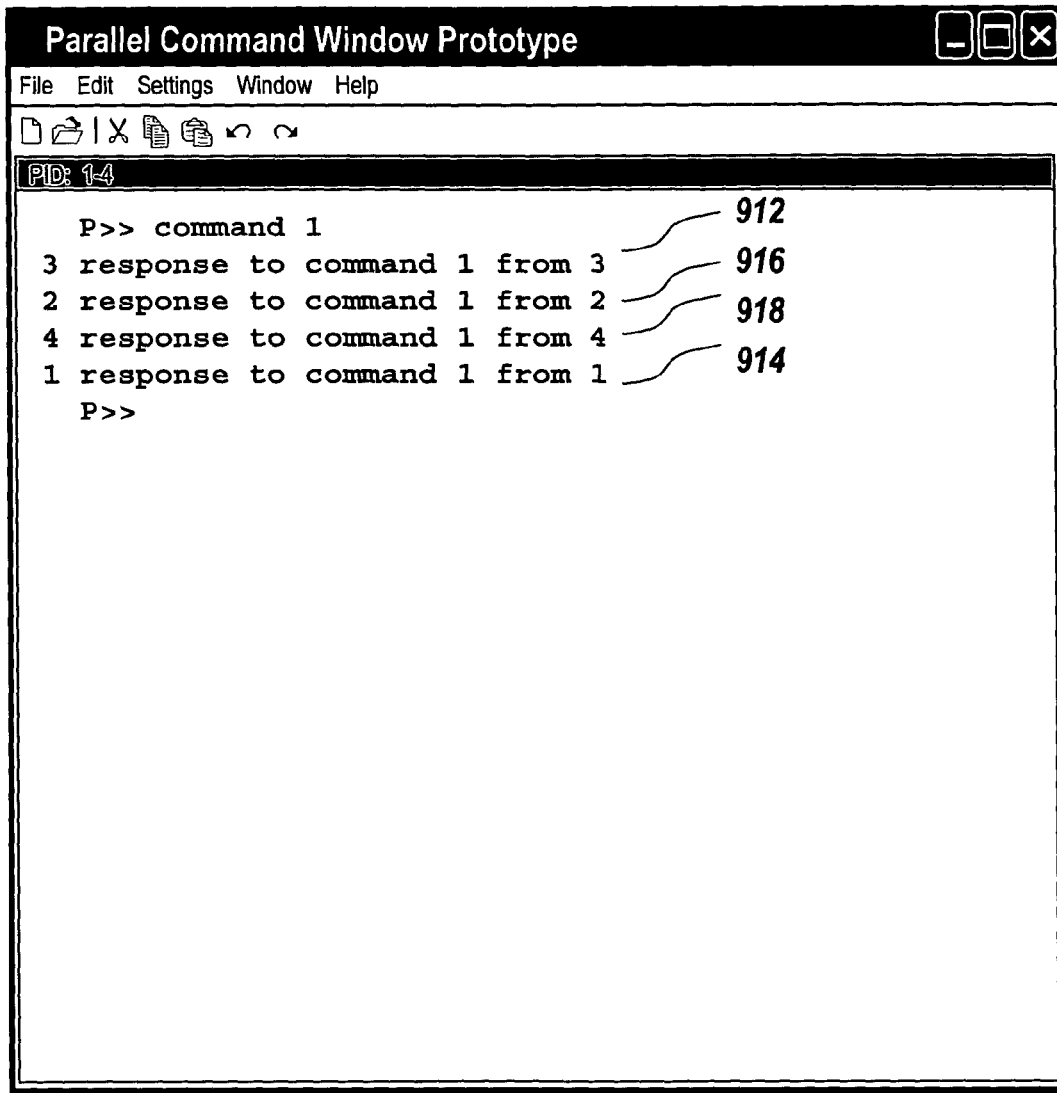 Parallel Command Window Prototype
File Edit Settings Window Help
PID: 1-4
P>> command 1
912
3 response to command 1 from 3
916
2 response to command 1 from 2
918
4 response to command 1 from 4
914
1 response to command 1 from 1
P>>